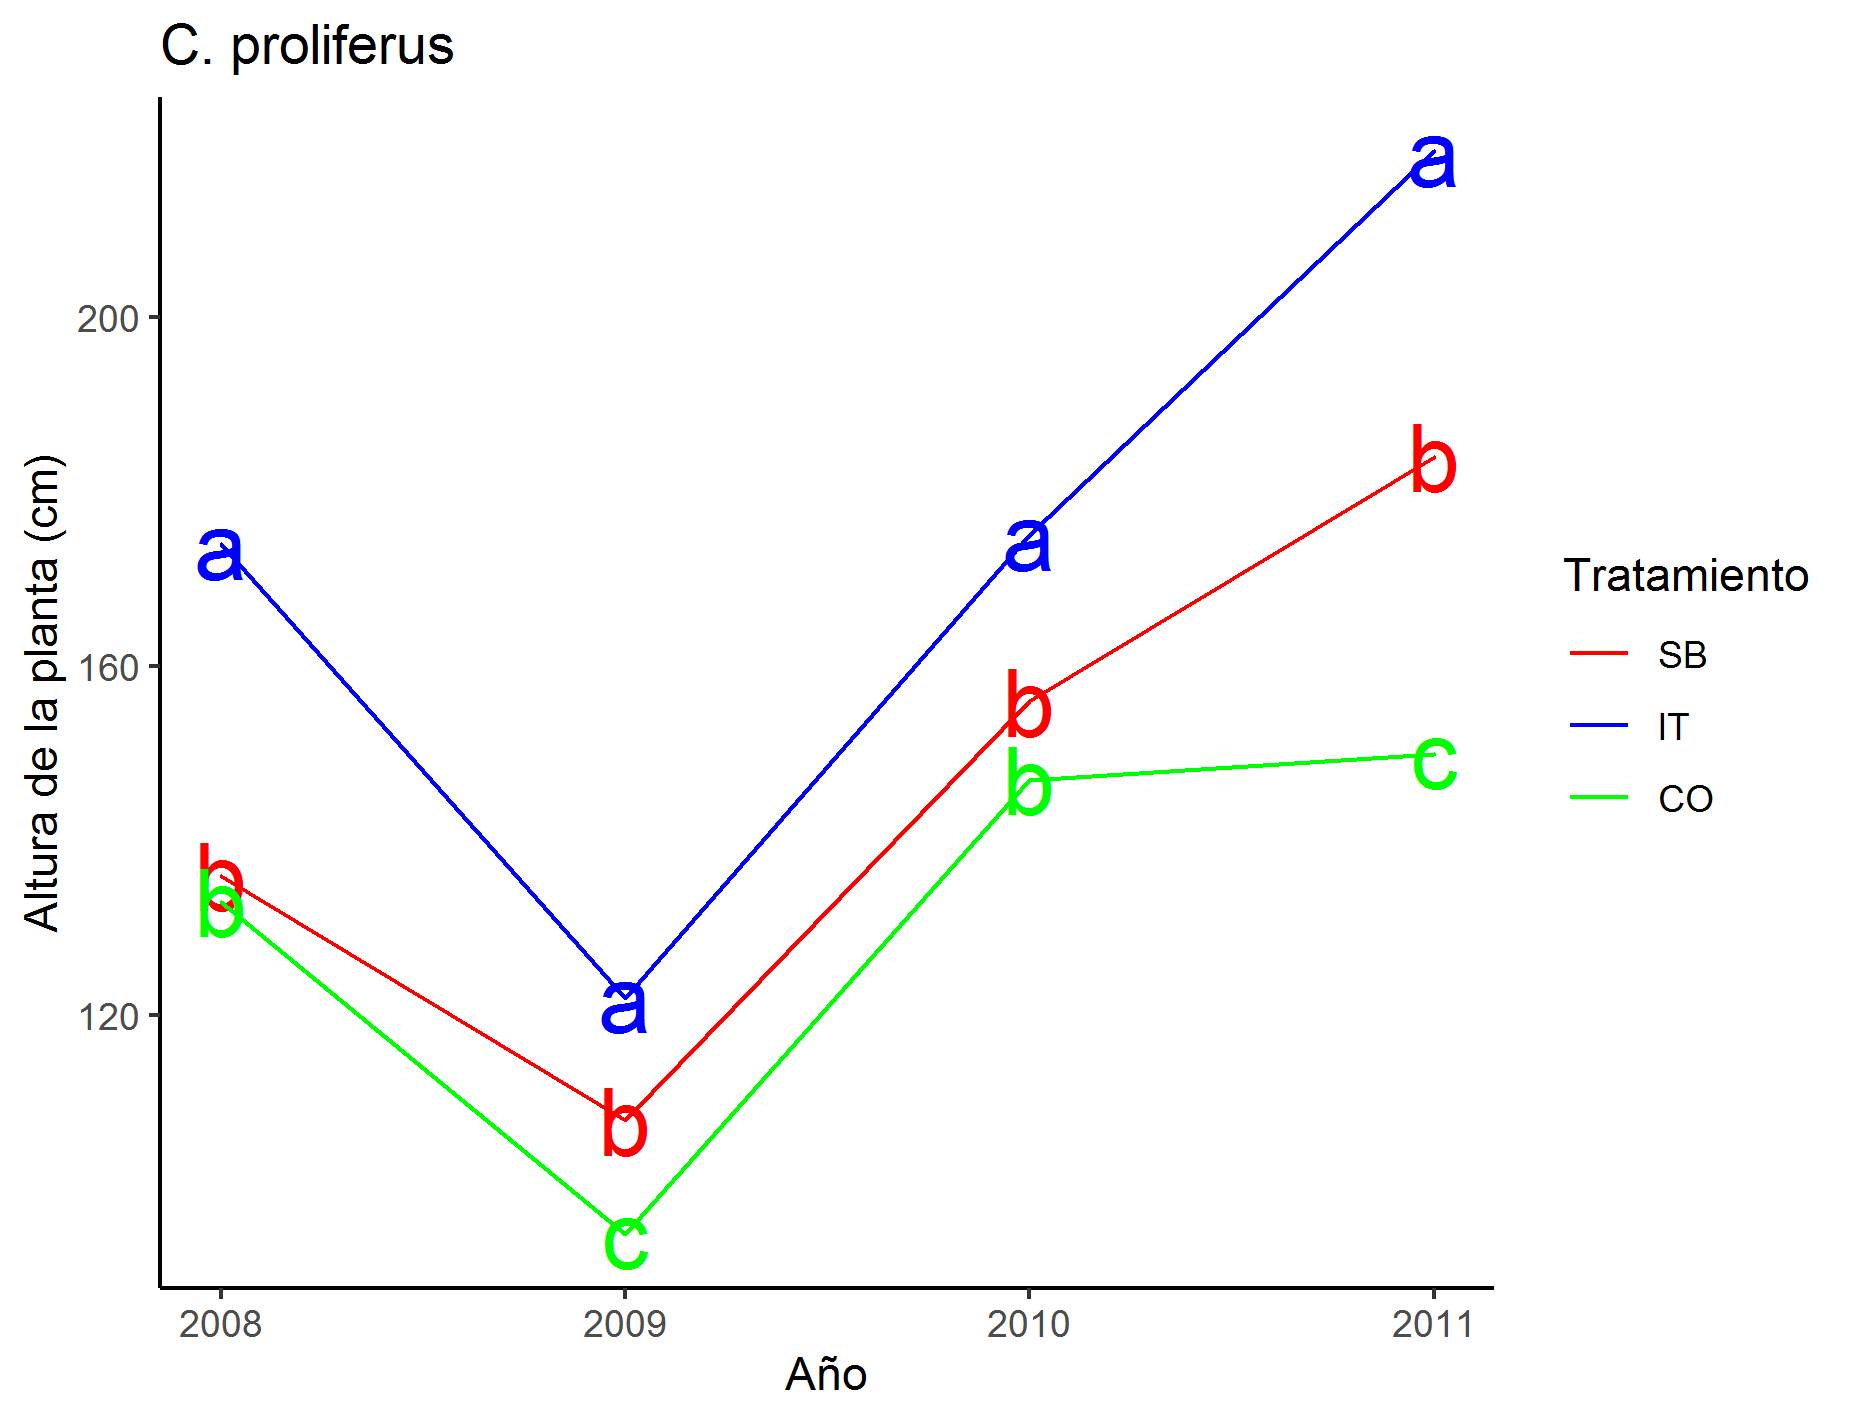 C. proliferus
Altura de la planta (cm)
200
160
120
a
a
a
a
b
b
b
b
b
c
b
c
2008
2009
2010
2011
Año
Tratamiento
SB
IT
CO